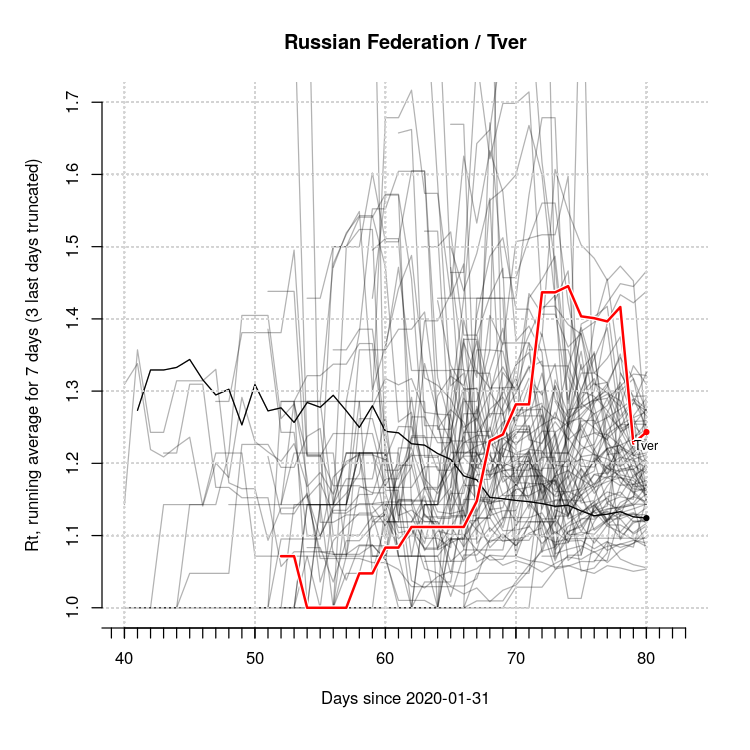 Russian Federation / Tver
Rt, running average for 7 days (3 last days truncated)
1.7
1.6
1.5
1.4
1.3
1.2
1.1
1.0
Tver
40 50 60 70 80
Days since 2020-01-31